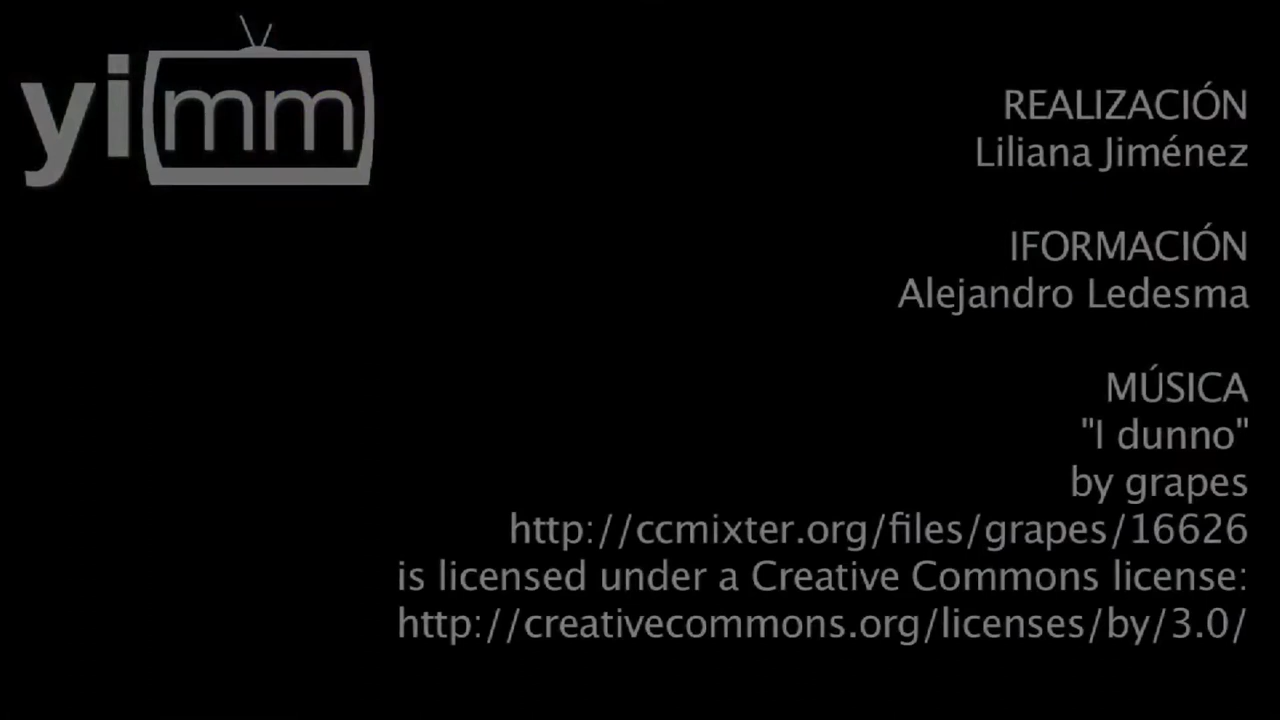 yimm
REALIZACIÓN
Liliana Jiménez
IFORMACIÓN
Alejandro Ledesma
MÚSICA
"I dunno"
by grapes
http://ccmixter.org/files/grapes/16626
is licensed under a Creative Commons license:
http://creativecommons.org/licenses/by/3.0/